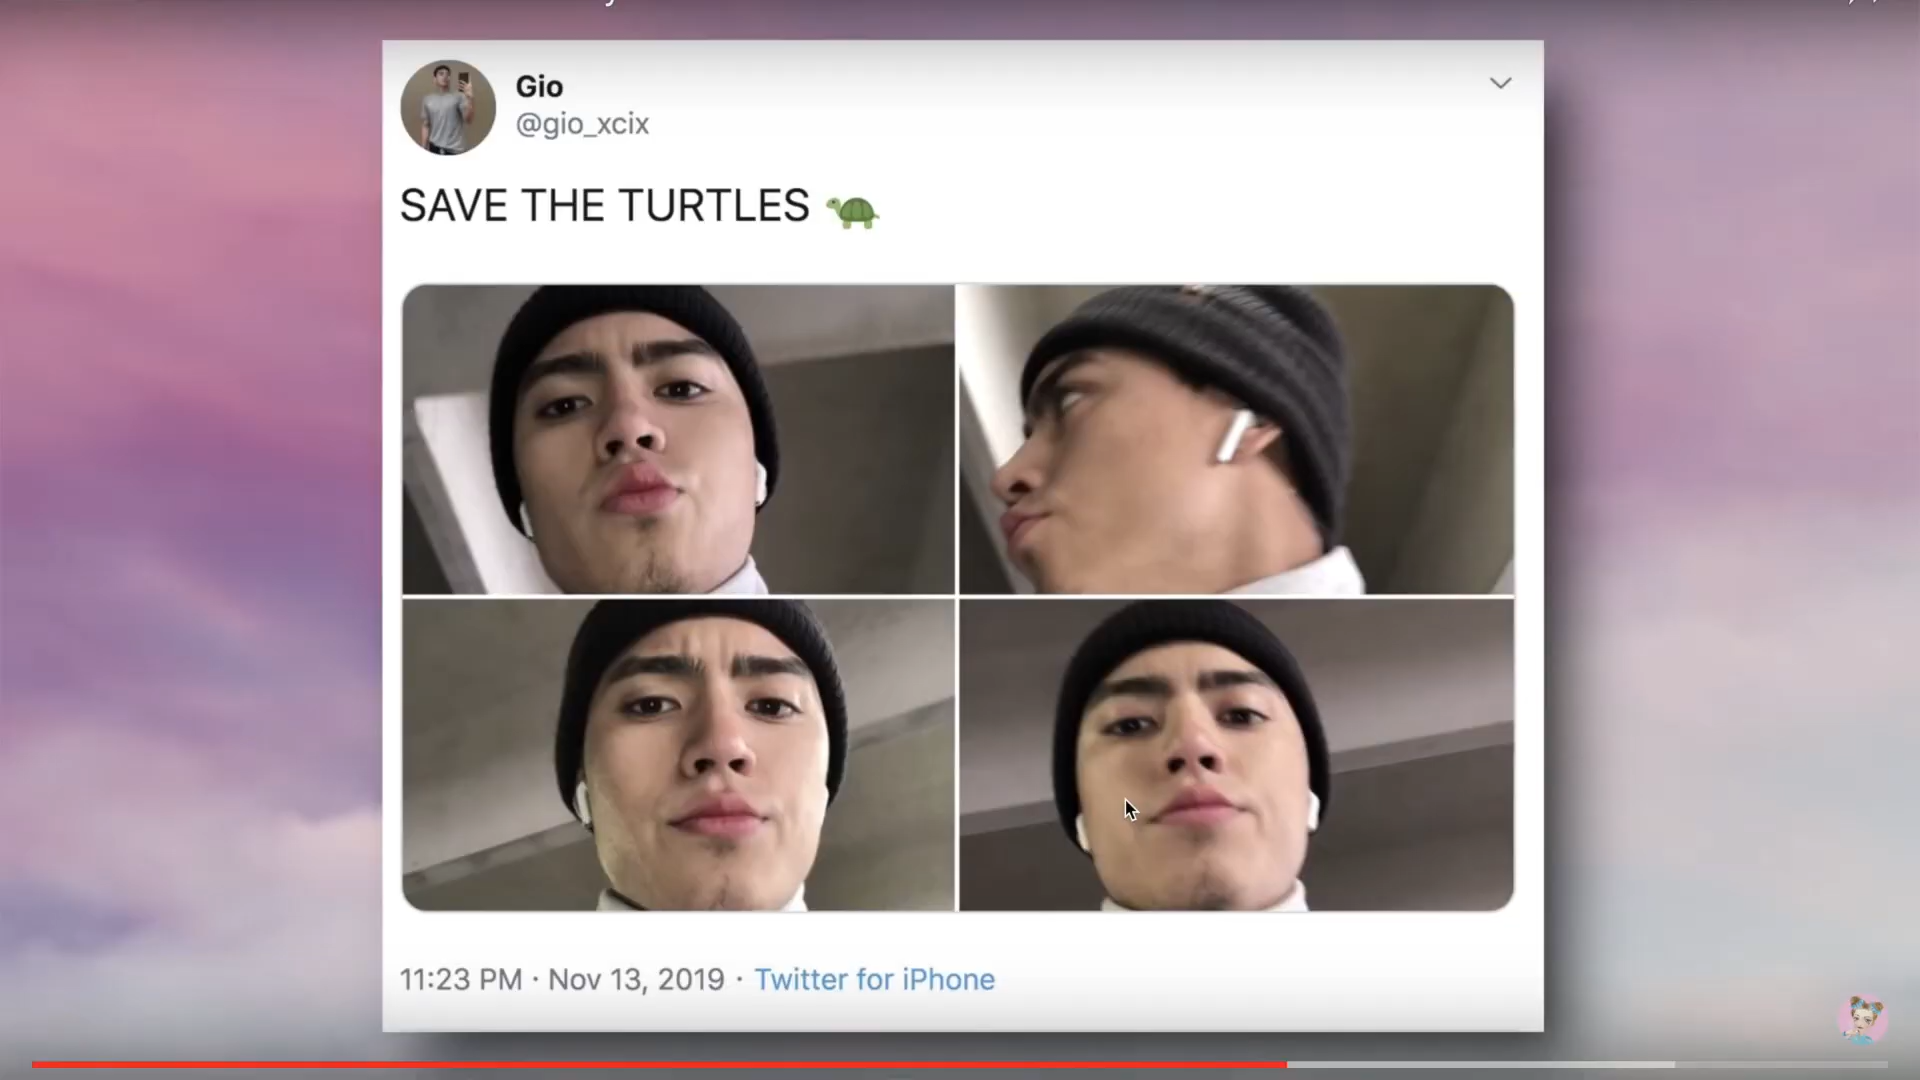 Gio
@gio_xcix
SAVE THE TURTLES 🐢
11:23 PM · Nov 13, 2019 · Twitter for iPhone